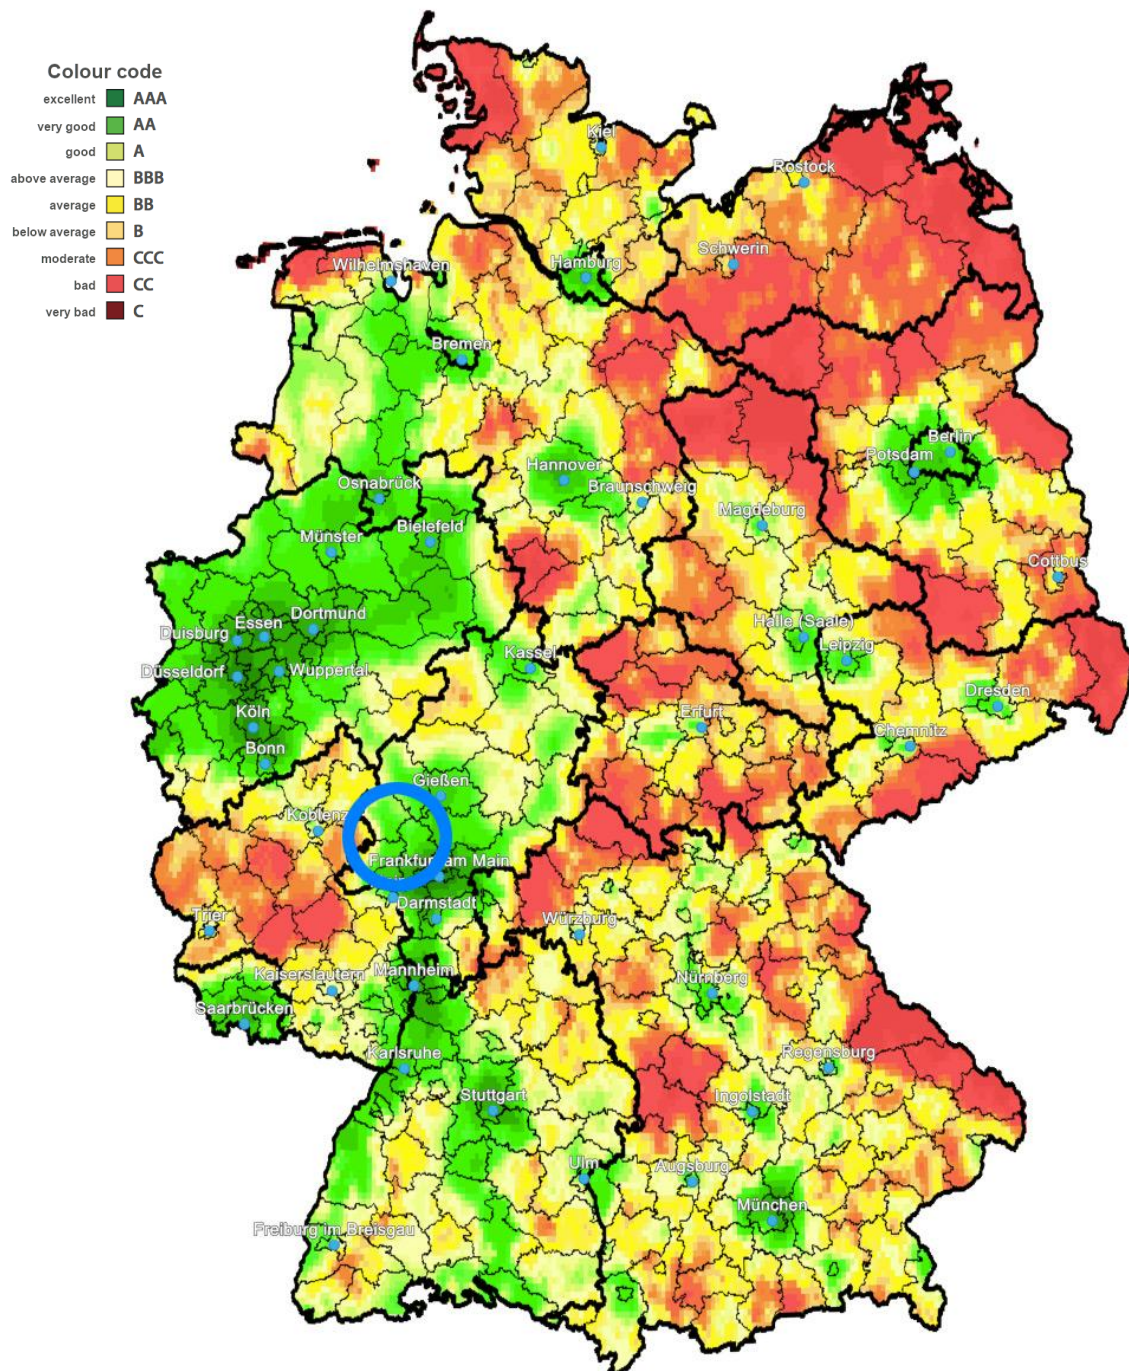 Colour code
excellent AAA
very good AA
good A
above average BBB
average BB
below average B
moderate CCC
bad CC
very bad C
Kiel
Rostock
Schwerin
Wilhelmshaven
Hamburg
Bremen
Berlin
Potsdam
Hannover
Osnabrück
Braunschweig
Magdeburg
Bielefeld
Münster
Cottbus
Dortmund
Essen
Duisburg
Halle (Saale)
Leipzig
Kassel
Düsseldorf
Wuppertal
Dresden
Köln
Erfurt
Chemnitz
Bonn
Gießen
Koblenz
Frankfurt am Main
Darmstadt
Trier
Würzburg
Kaiserslautern
Mannheim
Nürnberg
Saarbrücken
Karlsruhe
Regensburg
Stuttgart
Ingolstadt
Ulm
Augsburg
München
Freiburg im Breisgau